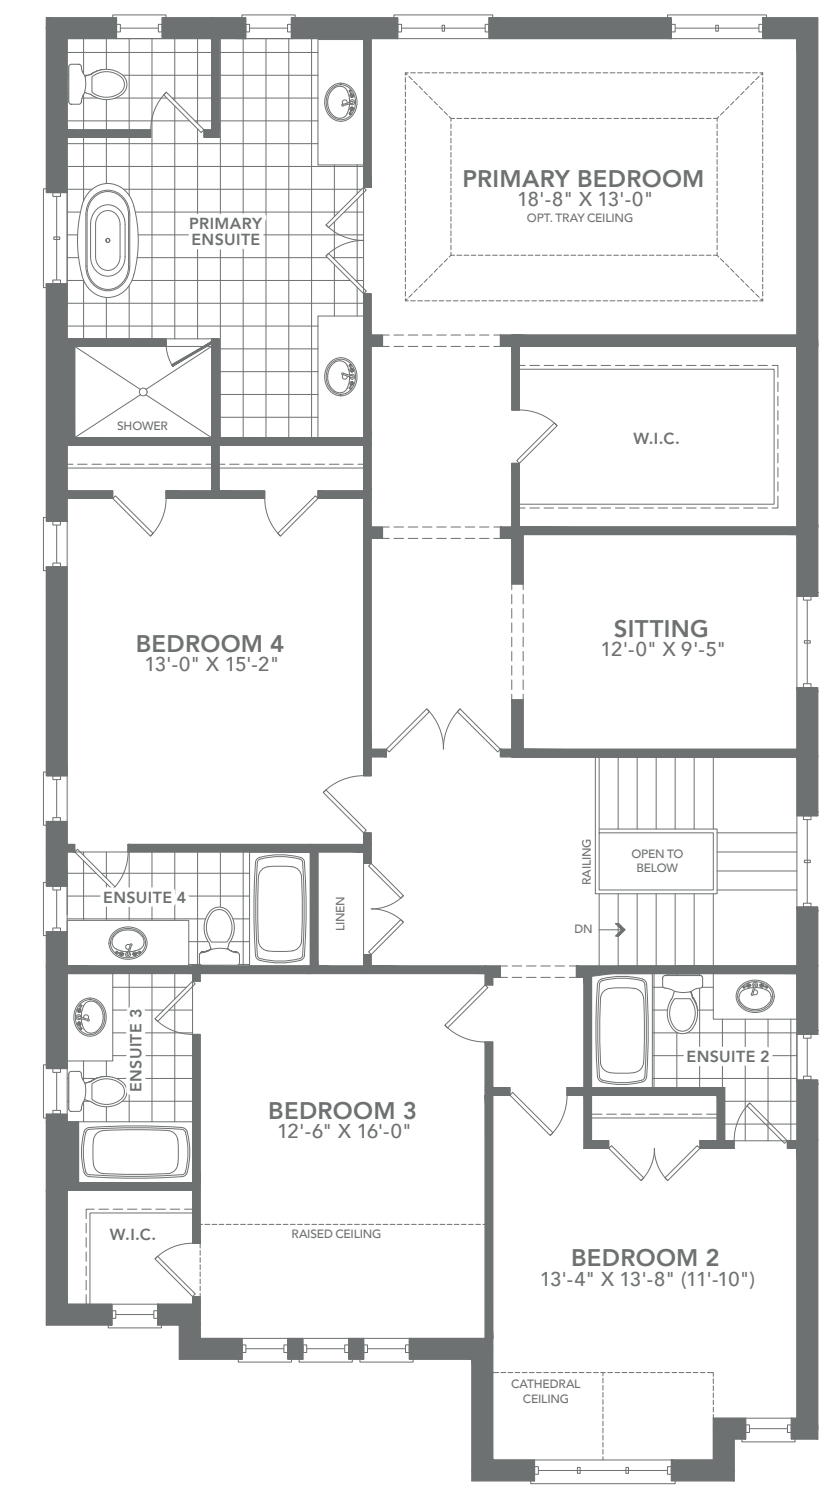 PRIMARY BEDROOM
18'-8" X 13'-0"
OPT. TRAY CEILING
PRIMARY
ENSUITE
SHOWER
W.I.C.
BEDROOM 4
13'-0" X 15'-2"
SITTING
12'-0" X 9'-5"
RAILING
OPEN TO
BELOW
DN
ENSUITE 4
LINEN
ENSUITE 3
ENSUITE 2
BEDROOM 3
12'-6" X 16'-0"
RAISED CEILING
W.I.C.
BEDROOM 2
13'-4" X 13'-8" (11'-10")
CATHEDRAL
CEILING